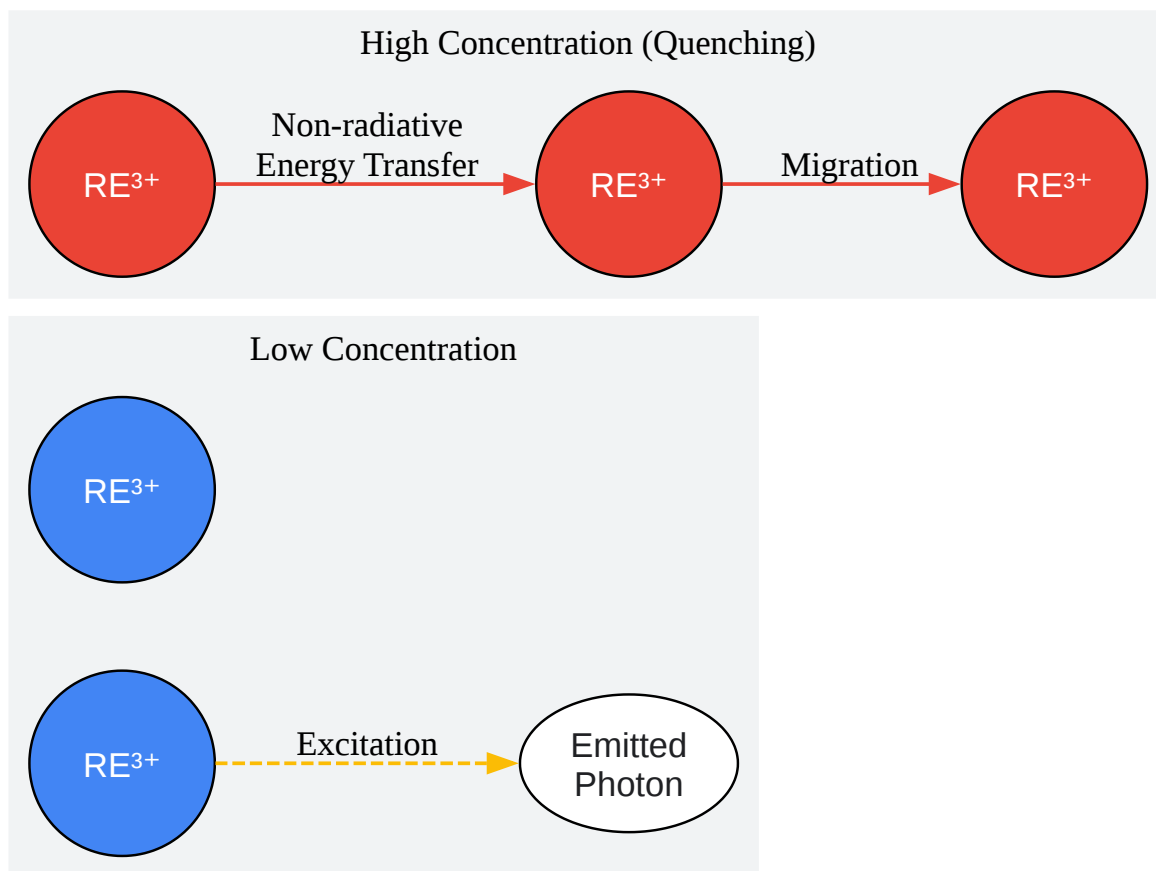 High Concentration (Quenching)
RE³⁺
Non-radiative
Energy Transfer
RE³⁺
Migration
RE³⁺
Low Concentration
RE³⁺
RE³⁺
Excitation
Emitted
Photon